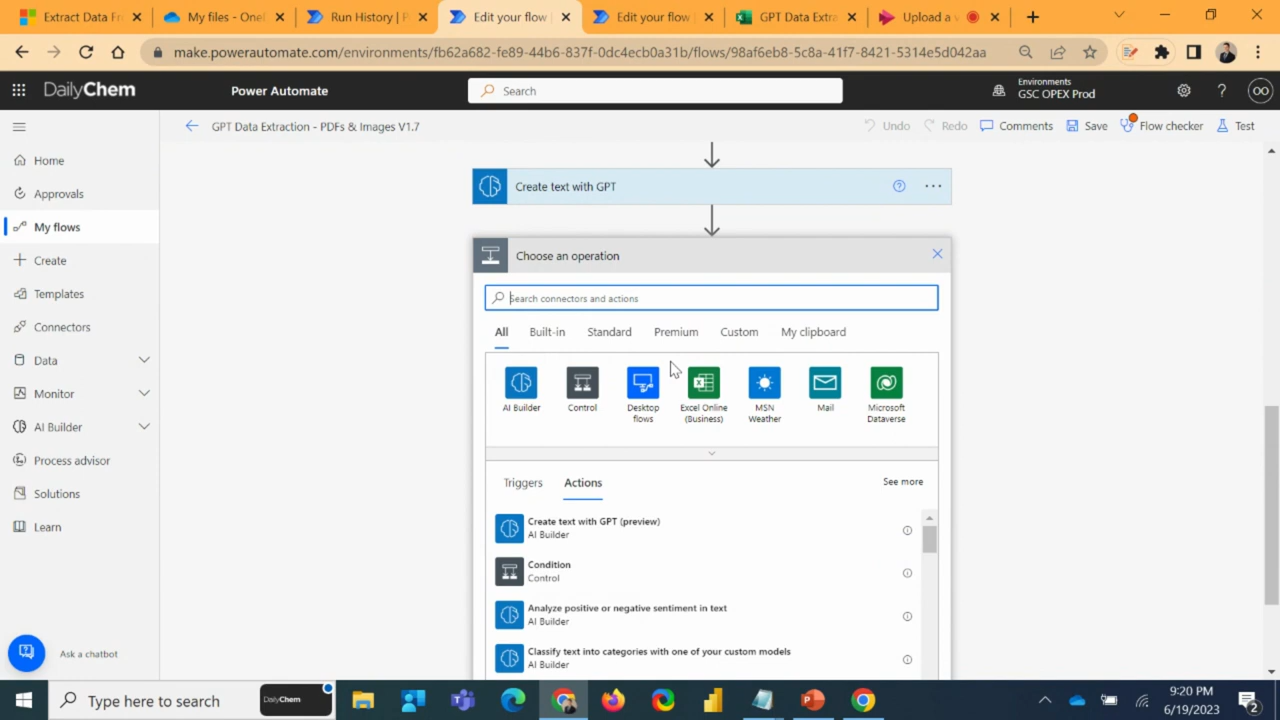 Extract Data Fr
My files - One
Run History | P
Edit your flow
Edit your flow
GPT Data Extra
Upload a v
make.powerautomate.com/environments/fb62a682-fe89-44b6-837f-0dc4ecb0a31b/flows/98af6eb8-5c8a-41f7-8421-5314e5d042aa
DailyChem
Power Automate
Search
Environments
GSC OPEX Prod
OO
GPT Data Extraction - PDFs & Images V1.7
Undo
Redo
Comments
Save
Flow checker
Test
Home
Approvals
My flows
Create
Templates
Connectors
Data
Monitor
AI Builder
Process advisor
Solutions
Learn
Ask a chatbot
Create text with GPT
Choose an operation
Search connectors and actions
All
Built-in
Standard
Premium
Custom
My clipboard
AI Builder
Control
Desktop
flows
Excel Online
(Business)
MSN
Weather
Mail
Microsoft
Dataverse
Triggers
Actions
See more
Create text with GPT (preview)
AI Builder
Condition
Control
Analyze positive or negative sentiment in text
AI Builder
Classify text into categories with one of your custom models
AI Builder
Type here to search
DailyChem
9:20 PM
6/19/2023
2